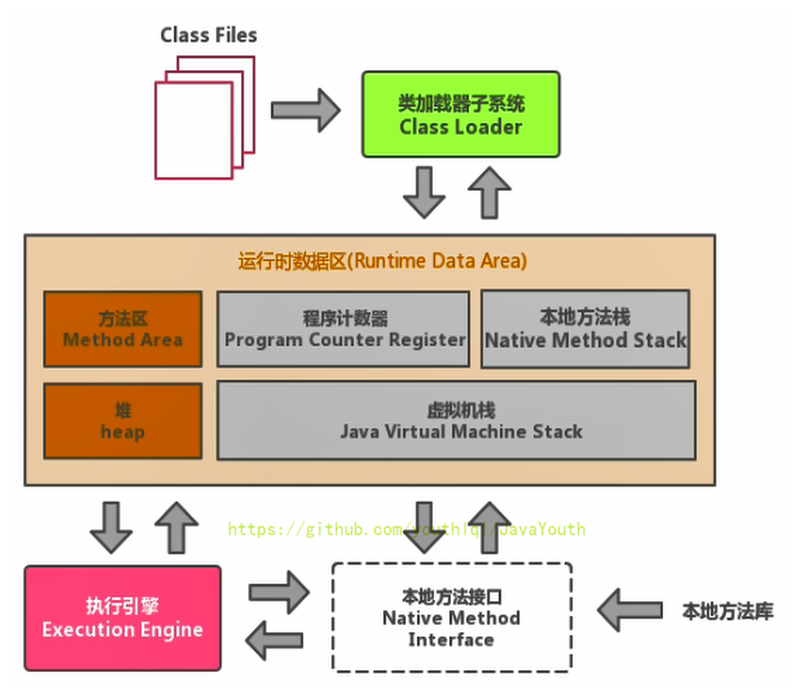 Class Files
类加载器子系统
Class Loader
运行时数据区(Runtime Data Area)
方法区
Method Area
程序计数器
Program Counter Register
本地方法栈
Native Method Stack
堆
heap
虚拟机栈
Java Virtual Machine Stack
https://github.com/youthlql/JavaYouth
执行引擎
Execution Engine
本地方法接口
Native Method
Interface
本地方法库